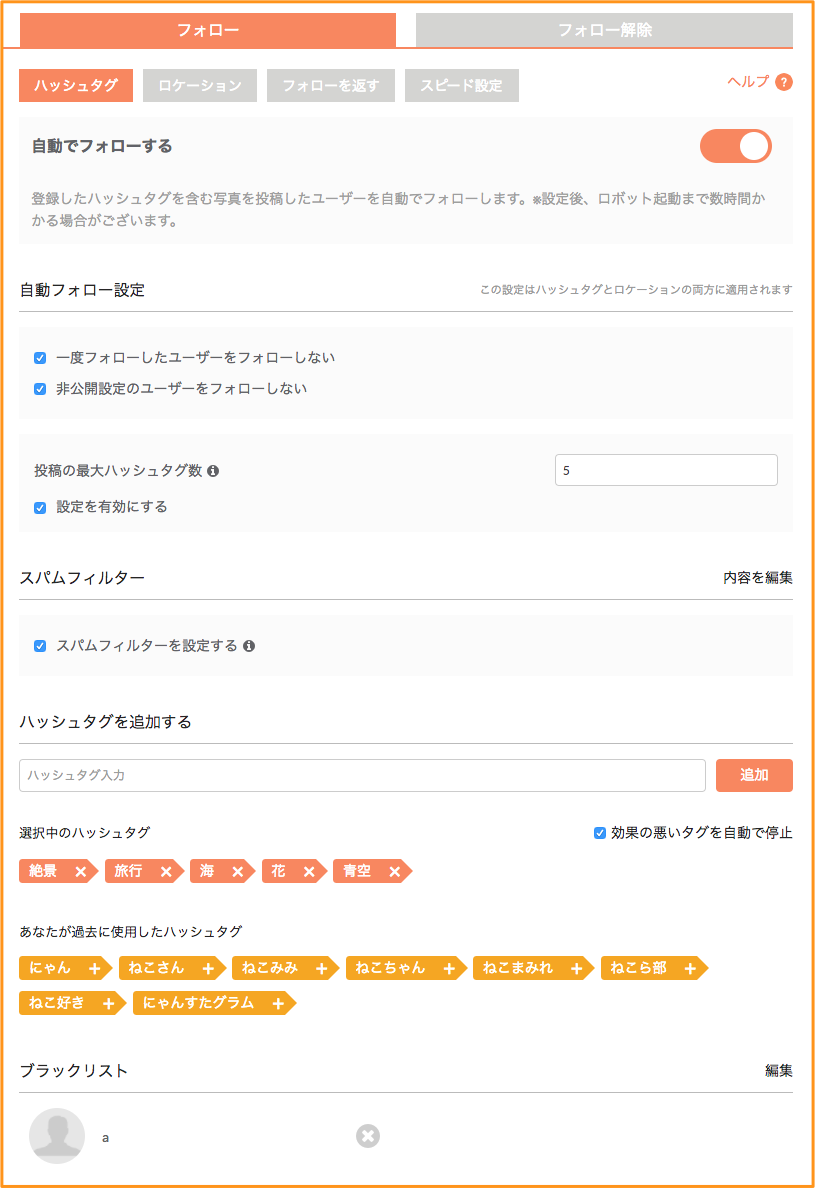 フォロー フォロー解除
ハッシュタグ ロケーション フォローを返す スピード設定 ヘルプ ?
自動でフォローする
登録したハッシュタグを含む写真を投稿したユーザーを自動でフォローします。※設定後、ロボット起動まで数時間か
かる場合がございます。
自動フォロー設定 この設定はハッシュタグとロケーションの両方に適用されます
一度フォローしたユーザーをフォローしない
非公開設定のユーザーをフォローしない
投稿の最大ハッシュタグ数 5
設定を有効にする
スパムフィルター 内容を編集
スパムフィルターを設定する
ハッシュタグを追加する
ハッシュタグ入力 追加
選択中のハッシュタグ 効果の悪いタグを自動で停止
絶景 旅行 海 花 青空
あなたが過去に使用したハッシュタグ
にゃん ねこさん ねこみみ ねこちゃん ねこまみれ ねこら部
ねこ好き にゃんすたグラム
ブラックリスト 編集
a